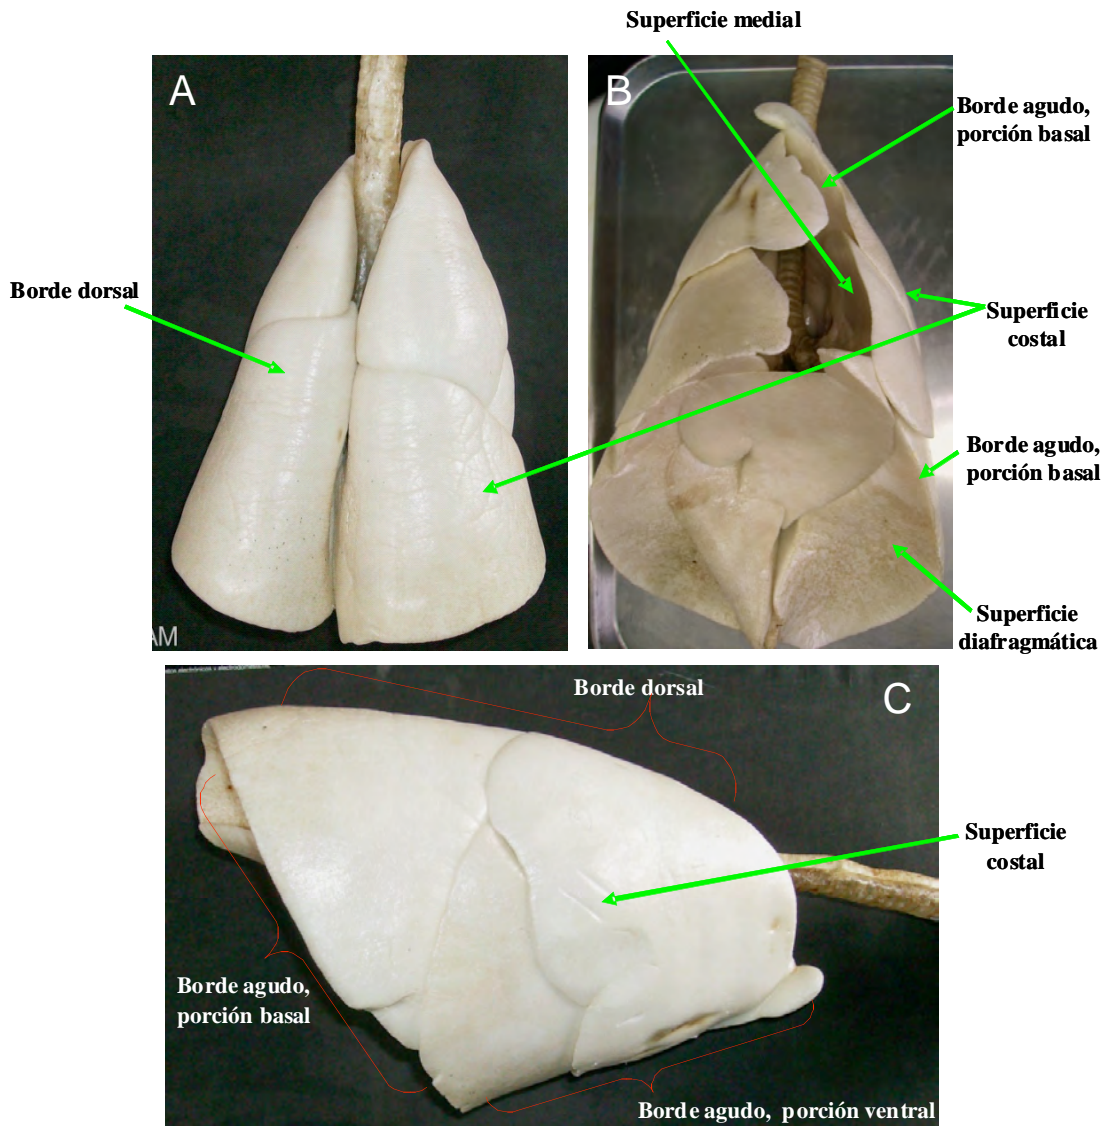 Superficie medial
A
B
Borde agudo,
porción basal
Borde dorsal
Superficie
costal
Borde agudo,
porción basal
Superficie
diafragmática
AM
Borde dorsal
C
Superficie
costal
Borde agudo,
porción basal
Borde agudo, porción ventral